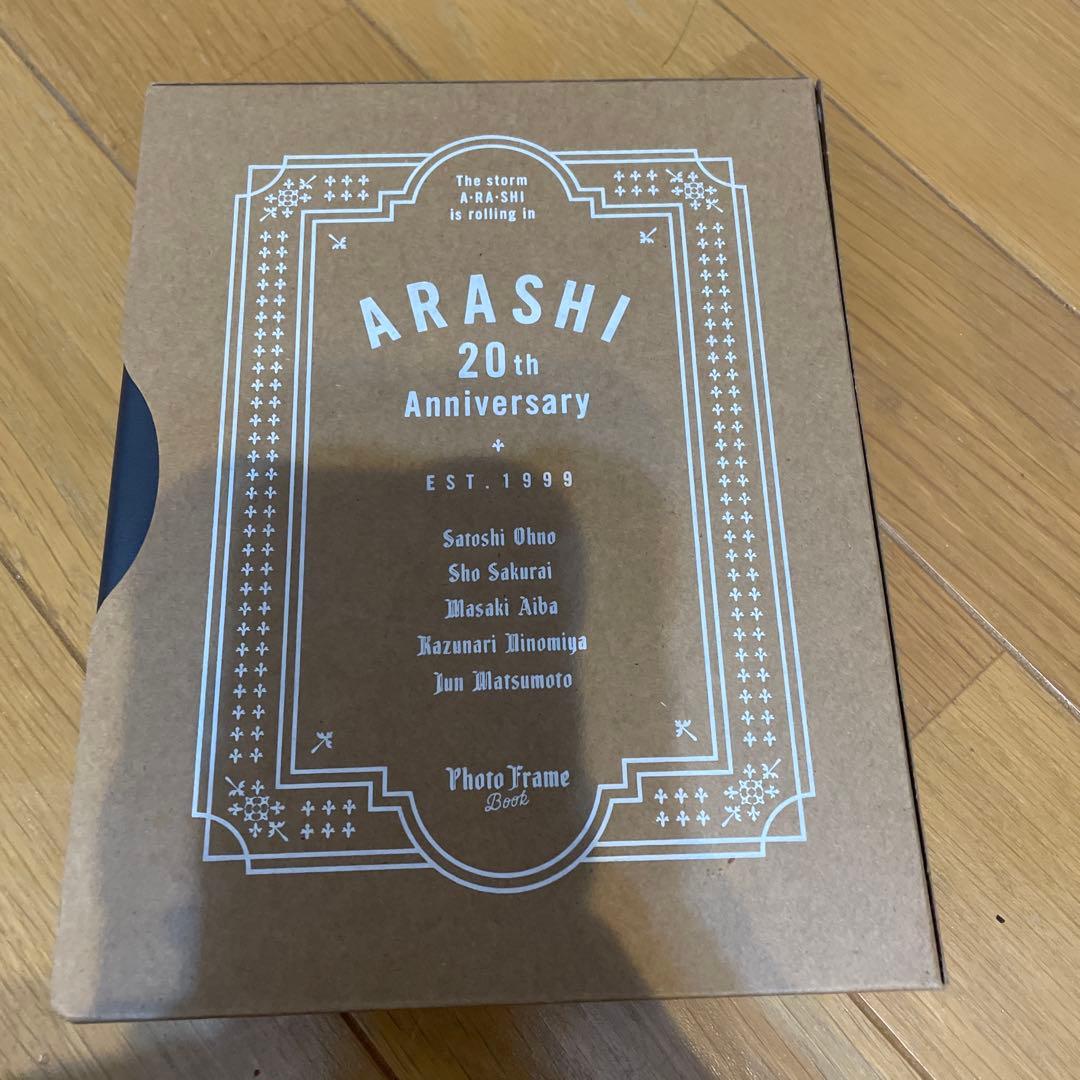 The storm
A·RA·SHI
is rolling in
ARASHI
20th
Anniversary
EST.1999
Satoshi Ohno
Sho Sakurai
Masaki Aiba
Kazunari Ninomiya
Jun Matsumoto
Photo Frame
Book